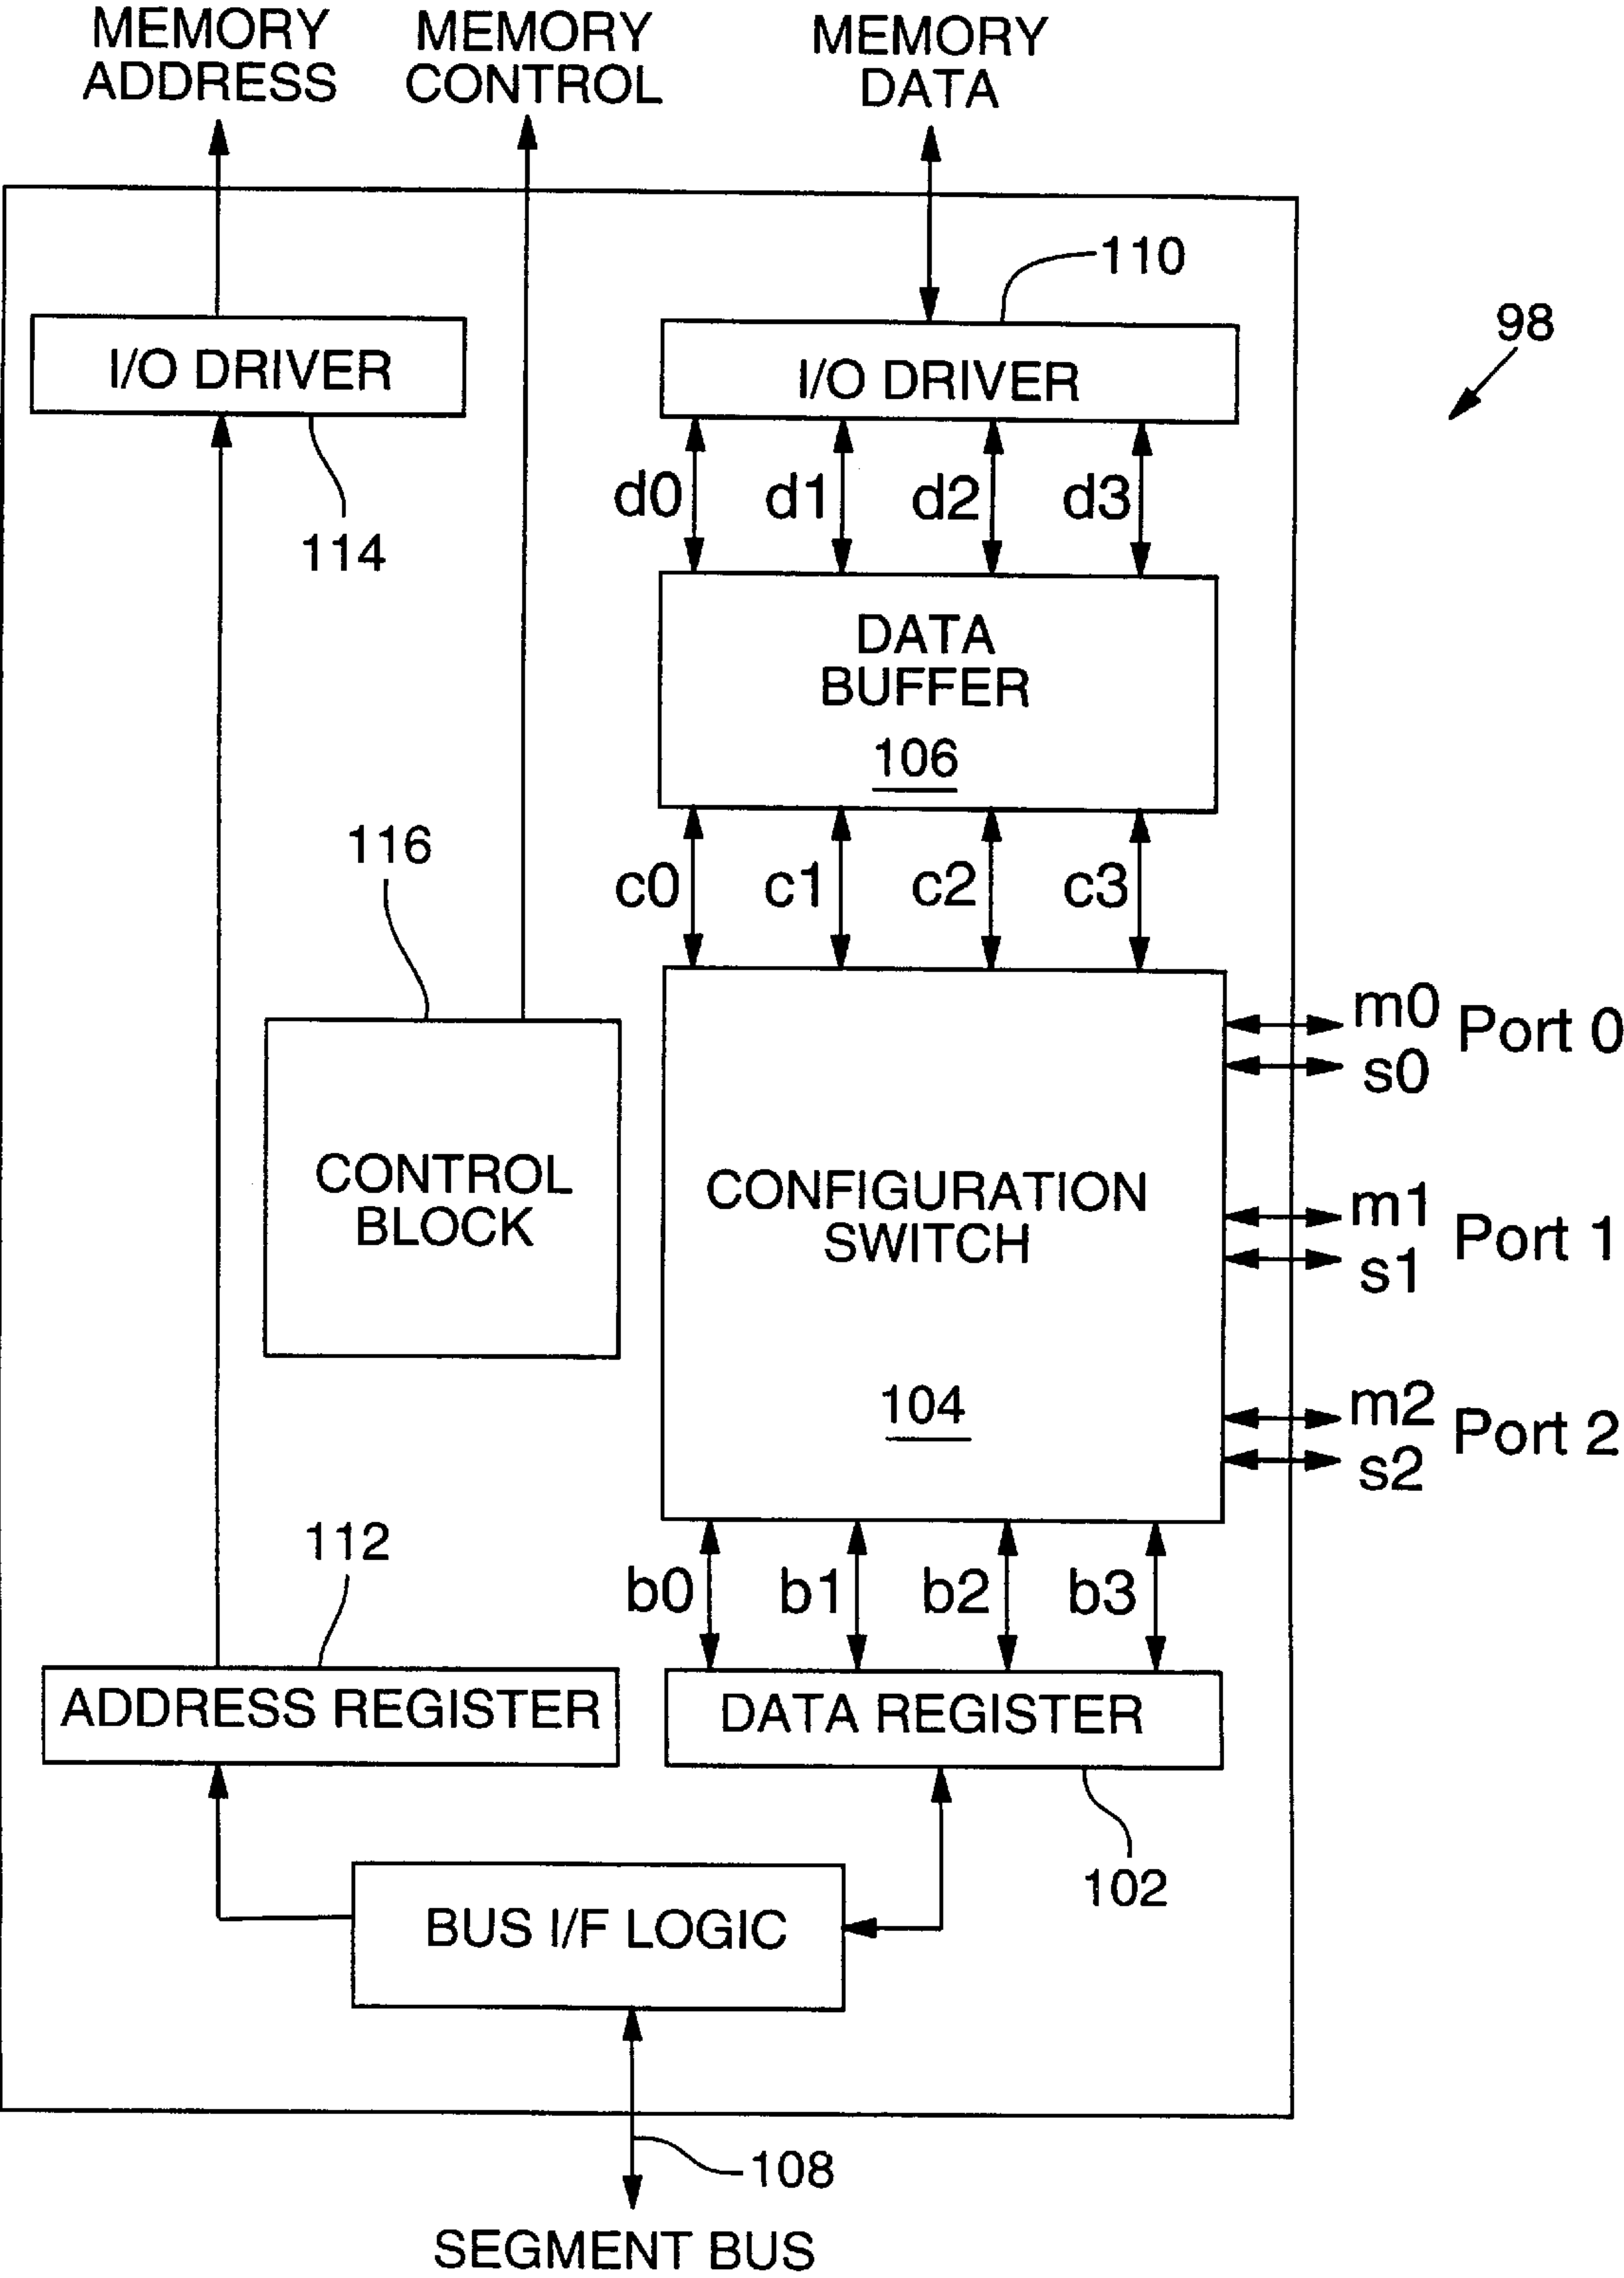 MEMORY
ADDRESS
MEMORY
CONTROL
MEMORY
DATA
110
98
I/O DRIVER
I/O DRIVER
114
d0 d1 d2 d3
DATA
BUFFER
106
116
c0 c1 c2 c3
m0 Port 0
s0
CONTROL
BLOCK
CONFIGURATION
SWITCH
m1 Port 1
s1
104
m2 Port 2
s2
112
b0 b1 b2 b3
ADDRESS REGISTER
DATA REGISTER
102
BUS I/F LOGIC
108
SEGMENT BUS